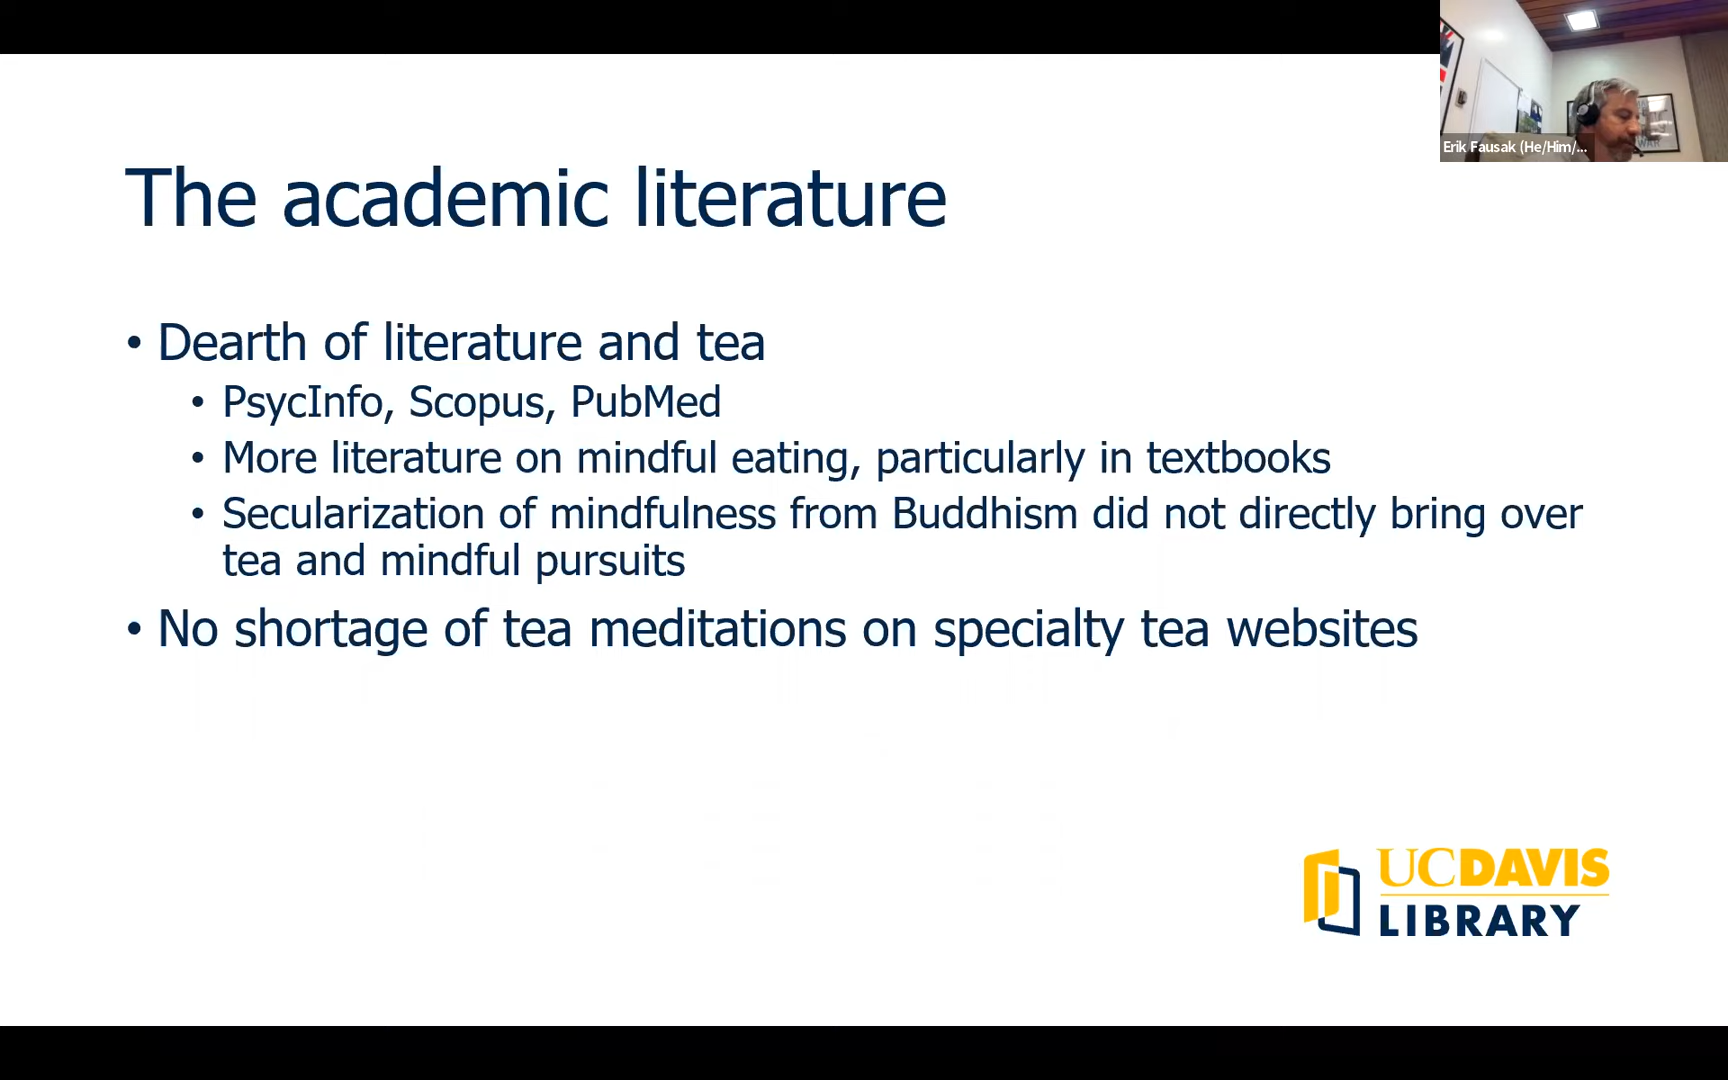 Erik Fausak (He/Him/...
The academic literature
• Dearth of literature and tea
• PsycInfo, Scopus, PubMed
• More literature on mindful eating, particularly in textbooks
• Secularization of mindfulness from Buddhism did not directly bring over
tea and mindful pursuits
• No shortage of tea meditations on specialty tea websites
UCDAVIS
LIBRARY